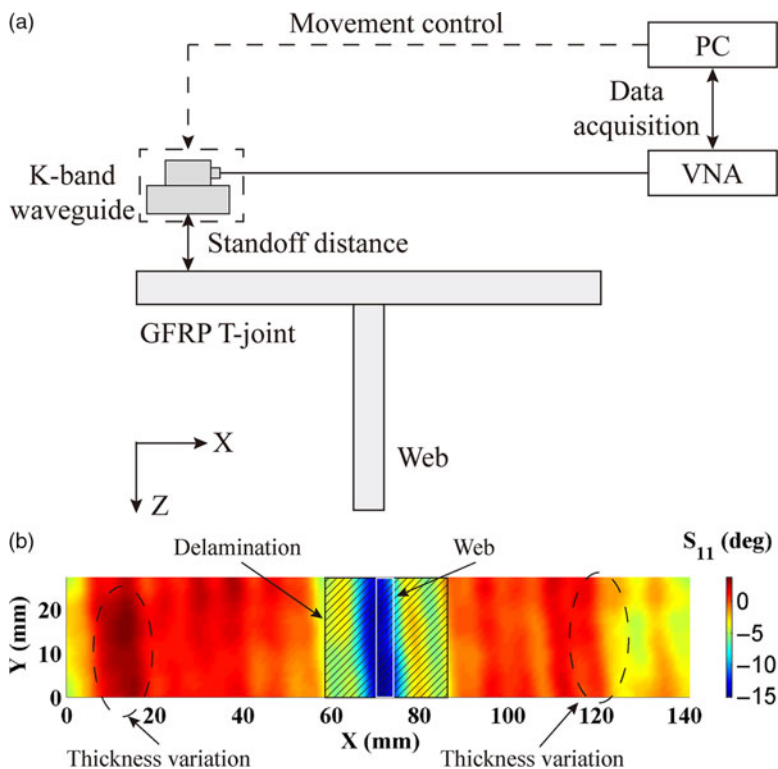 (a)
Movement control
PC
Data
acquisition
VNA
K-band
waveguide
Standoff distance
GFRP T-joint
X
Z
Web
(b)
Delamination
Web
S11 (deg)
Y (mm)
20
10
0
0
20
40
60
80
100
120
140
X (mm)
0
−5
−10
−15
Thickness variation
Thickness variation